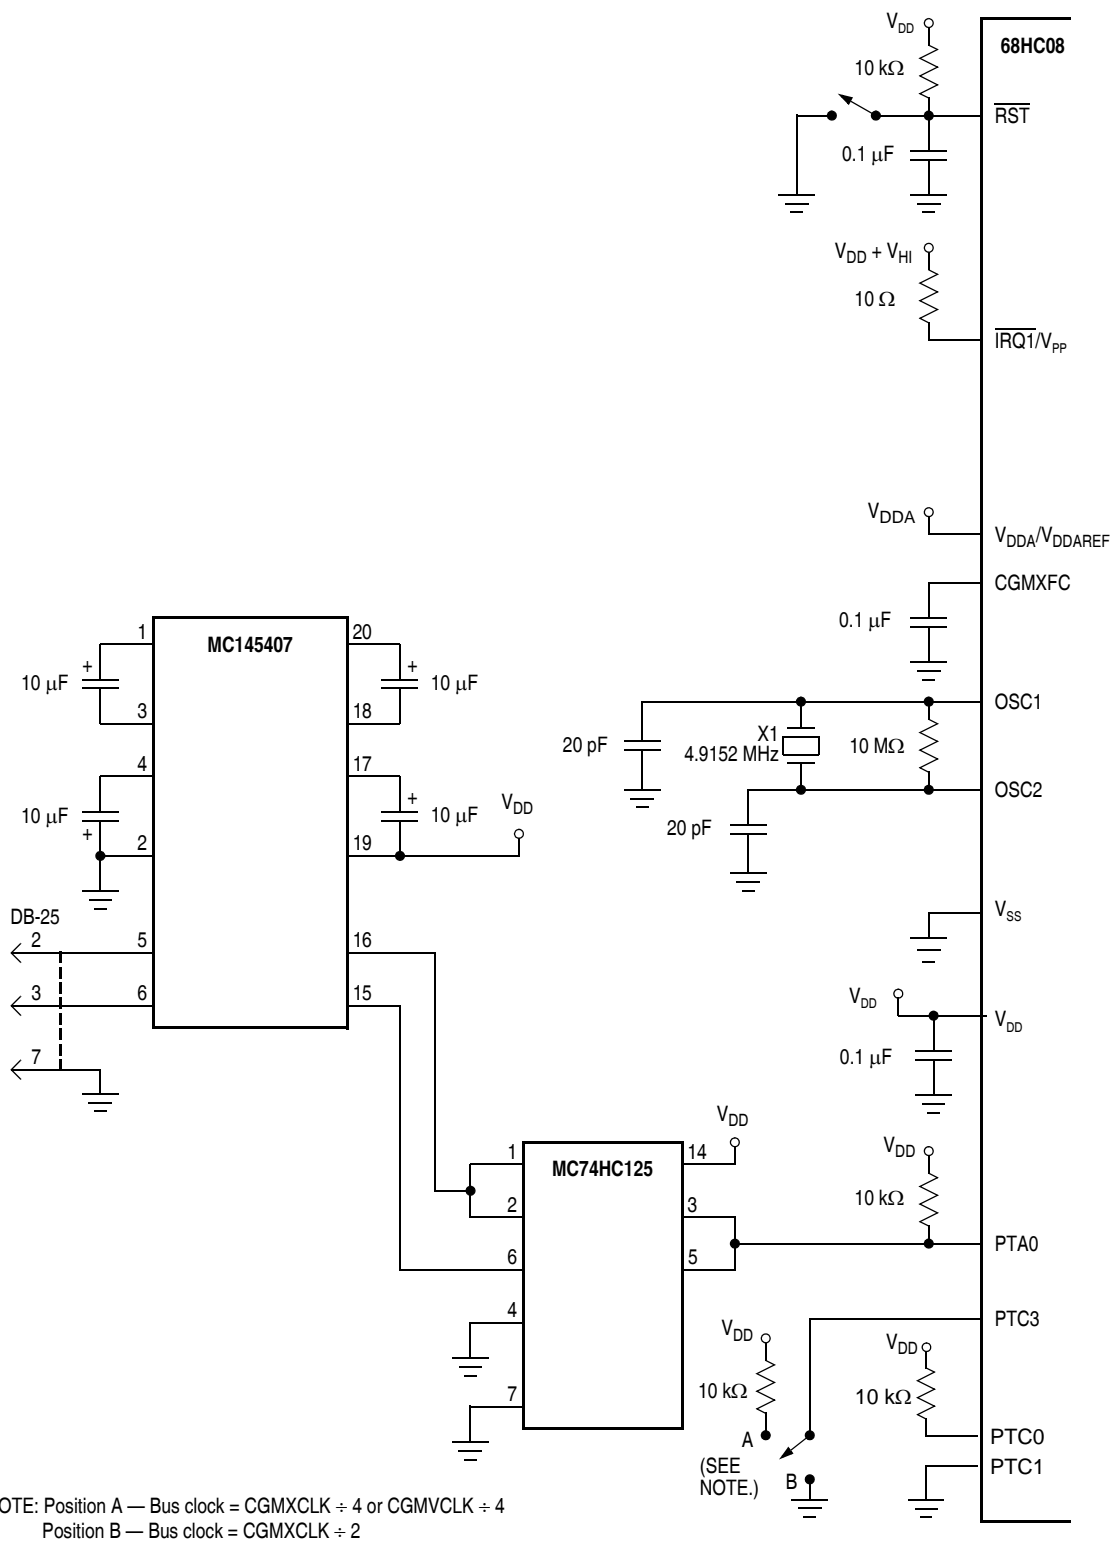 V_DD
68HC08
10 kΩ
RST
0.1 µF
V_DD + V_HI
10 Ω
IRQ1/V_PP
V_DDA
V_DDA/V_DDAREF
CGMXFC
0.1 µF
MC145407
1
20
+
+
10 µF
10 µF
3
18
OSC1
X1
4.9152 MHz
20 pF
10 MΩ
4
17
OSC2
+
10 µF
10 µF
V_DD
20 pF
+
2
19
V_SS
DB-25
2
5
16
3
6
15
V_DD
V_DD
0.1 µF
7
V_DD
MC74HC125
1
14
V_DD
10 kΩ
2
3
PTA0
6
5
4
PTC3
V_DD
V_DD
10 kΩ
10 kΩ
7
A
PTC0
(SEE
NOTE.)
B
PTC1
OTE: Position A — Bus clock = CGMXCLK ÷ 4 or CGMVCLK ÷ 4
Position B — Bus clock = CGMXCLK ÷ 2